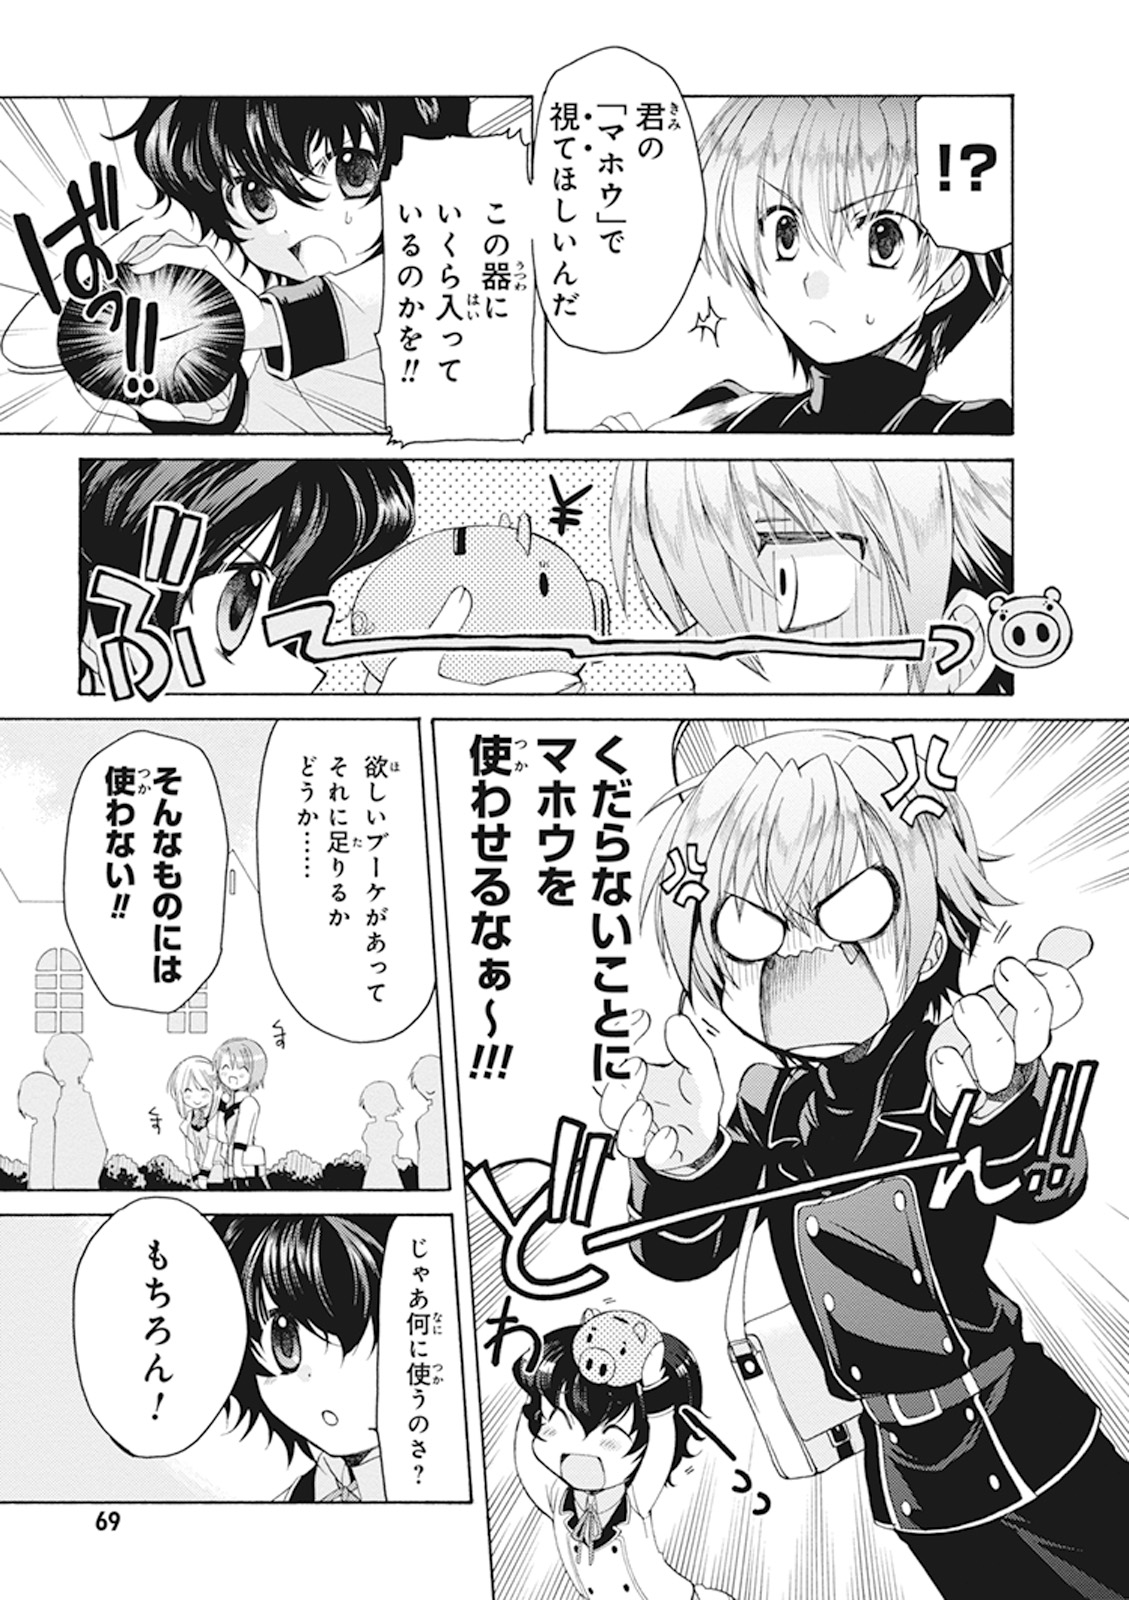 !?
君の
「マホウ」で
視てほしいんだ
この器に
いくら入って
いるのかを!!
ばっ!!
¥
ぶーっ
くだらないことに
マホウを
使わせるなぁ〜!!!
どーん!!
わ
欲しいブーケがあって
それに足りるか
どうか……
そんなものには
使わない!!
じゃあ何に使うのさ?
もちろん!
69